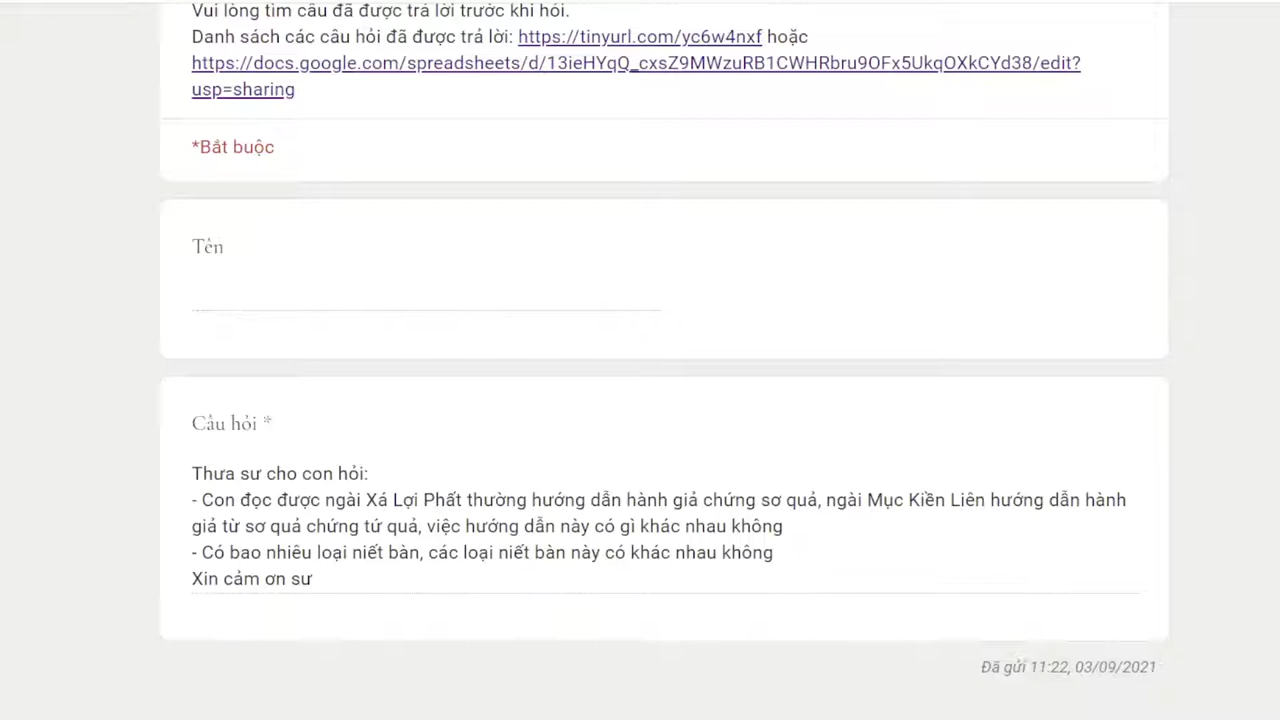 Vui lòng tìm câu đã được trả lời trước khi hỏi.
Danh sách các câu hỏi đã được trả lời: https://tinyurl.com/yc6w4nxf hoặc
https://docs.google.com/spreadsheets/d/13ieHYqQ_cxsZ9MWzuRB1CWHRbru9OFx5UkqOXkCYd38/edit?
usp=sharing
*Bắt buộc
Tên
Câu hỏi *
Thưa sư cho con hỏi:
- Con đọc được ngài Xá Lợi Phất thường hướng dẫn hành giả chứng sơ quả, ngài Mục Kiền Liên hướng dẫn hành
giả từ sơ quả chứng tứ quả, việc hướng dẫn này có gì khác nhau không
- Có bao nhiêu loại niết bàn, các loại niết bàn này có khác nhau không
Xin cảm ơn sư
Đã gửi 11:22, 03/09/2021